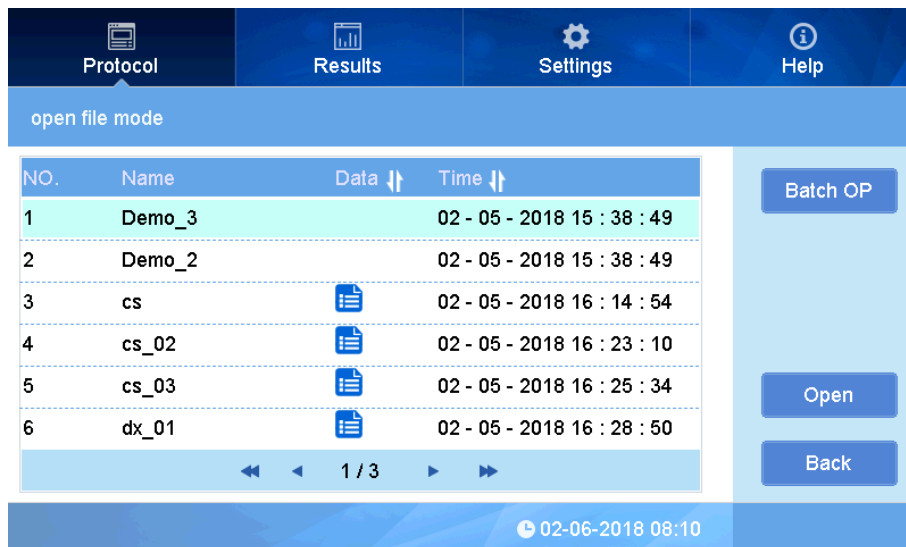 Protocol Results Settings Help
open file mode
NO. Name Data Time
Batch OP
1 Demo_3 02 - 05 - 2018 15 : 38 : 49
2 Demo_2 02 - 05 - 2018 15 : 38 : 49
3 cs 02 - 05 - 2018 16 : 14 : 54
4 cs_02 02 - 05 - 2018 16 : 23 : 10
5 cs_03 02 - 05 - 2018 16 : 25 : 34
Open
6 dx_01 02 - 05 - 2018 16 : 28 : 50
1 / 3
Back
02-06-2018 08:10